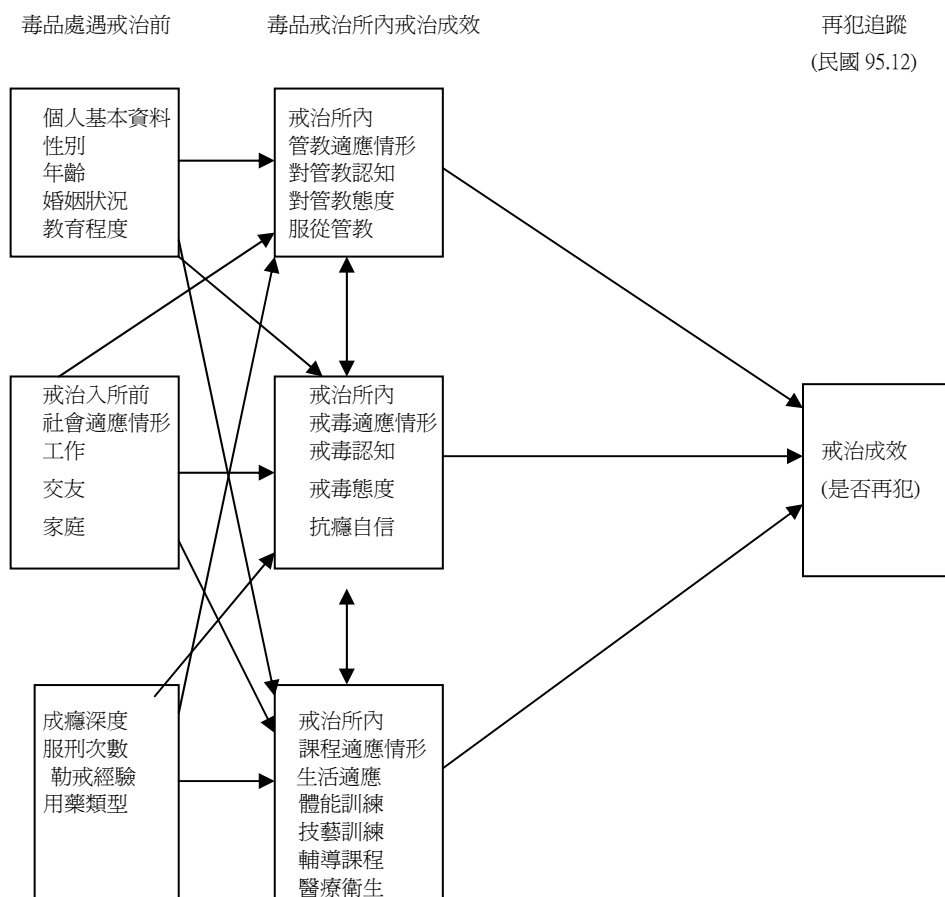 毒品處遇戒治前
毒品戒治所內戒治成效
再犯追蹤
(民國 95.12)
個人基本資料
性別
年齡
婚姻狀況
教育程度
戒治所內
管教適應情形
對管教認知
對管教態度
服從管教
戒治入所前
社會適應情形
工作
交友
家庭
戒治所內
戒毒適應情形
戒毒認知
戒毒態度
抗癮自信
戒治成效
(是否再犯)
成癮深度
服刑次數
勒戒經驗
用藥類型
戒治所內
課程適應情形
生活適應
體能訓練
技藝訓練
輔導課程
醫療衛生